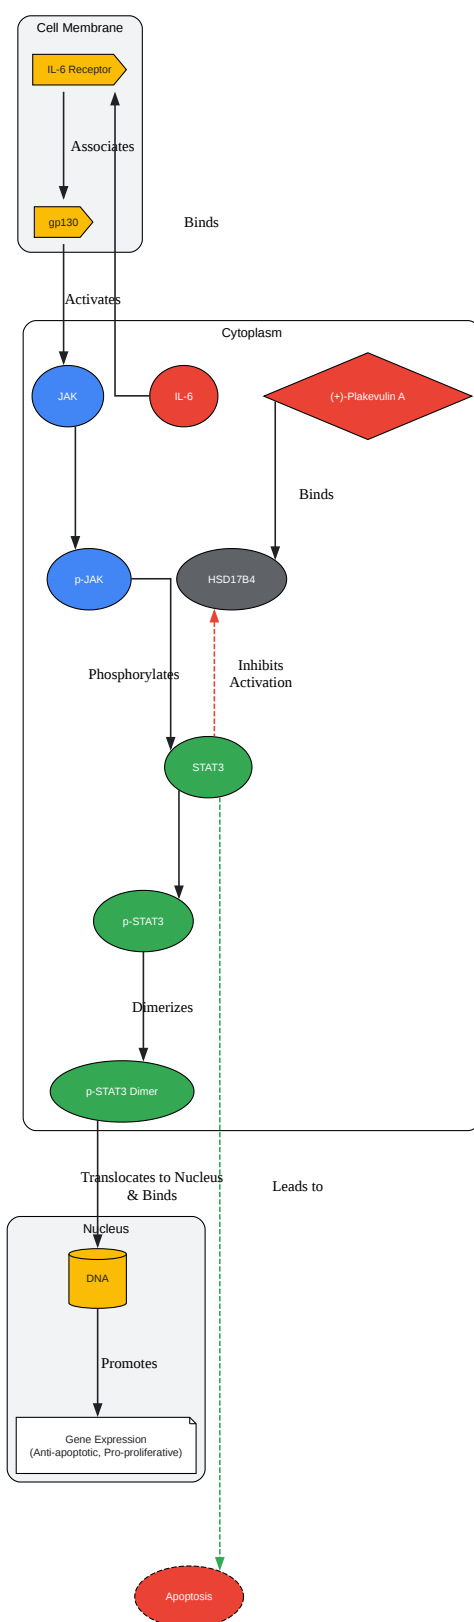 Cell Membrane
IL-6 Receptor
Associates
gp130
Binds
Activates
Cytoplasm
JAK
IL-6
(+)-Plakevulin A
Binds
p-JAK
HSD17B4
Phosphorylates
Inhibits
Activation
STAT3
p-STAT3
Dimerizes
p-STAT3 Dimer
Translocates to Nucleus
& Binds
Leads to
Nucleus
DNA
Promotes
Gene Expression
(Anti-apoptotic, Pro-proliferative)
Apoptosis